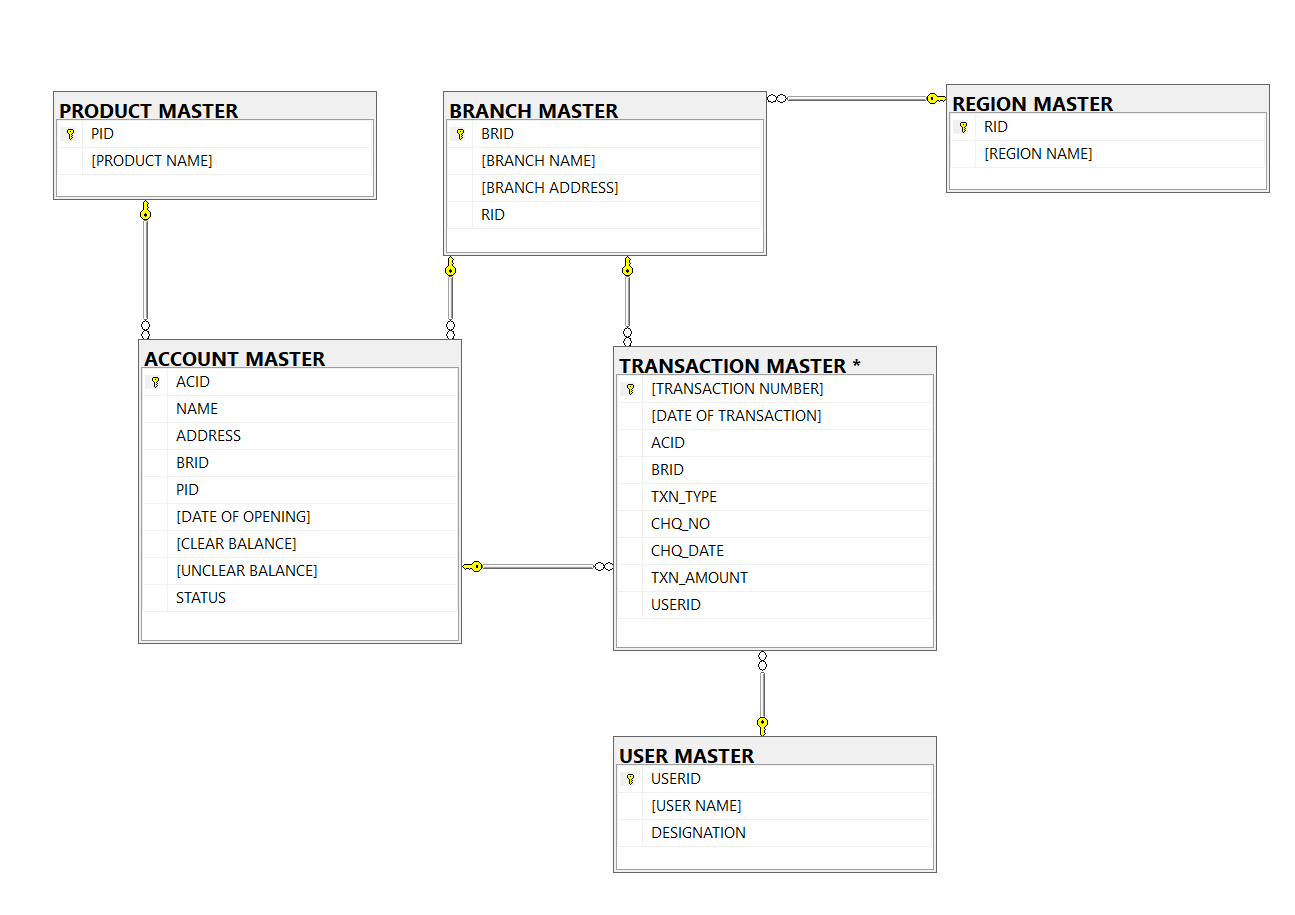 PRODUCT MASTER
PID
[PRODUCT NAME]
BRANCH MASTER
BRID
[BRANCH NAME]
[BRANCH ADDRESS]
RID
REGION MASTER
RID
[REGION NAME]
ACCOUNT MASTER
ACID
NAME
ADDRESS
BRID
PID
[DATE OF OPENING]
[CLEAR BALANCE]
[UNCLEAR BALANCE]
STATUS
TRANSACTION MASTER *
[TRANSACTION NUMBER]
[DATE OF TRANSACTION]
ACID
BRID
TXN_TYPE
CHQ_NO
CHQ_DATE
TXN_AMOUNT
USERID
USER MASTER
USERID
[USER NAME]
DESIGNATION